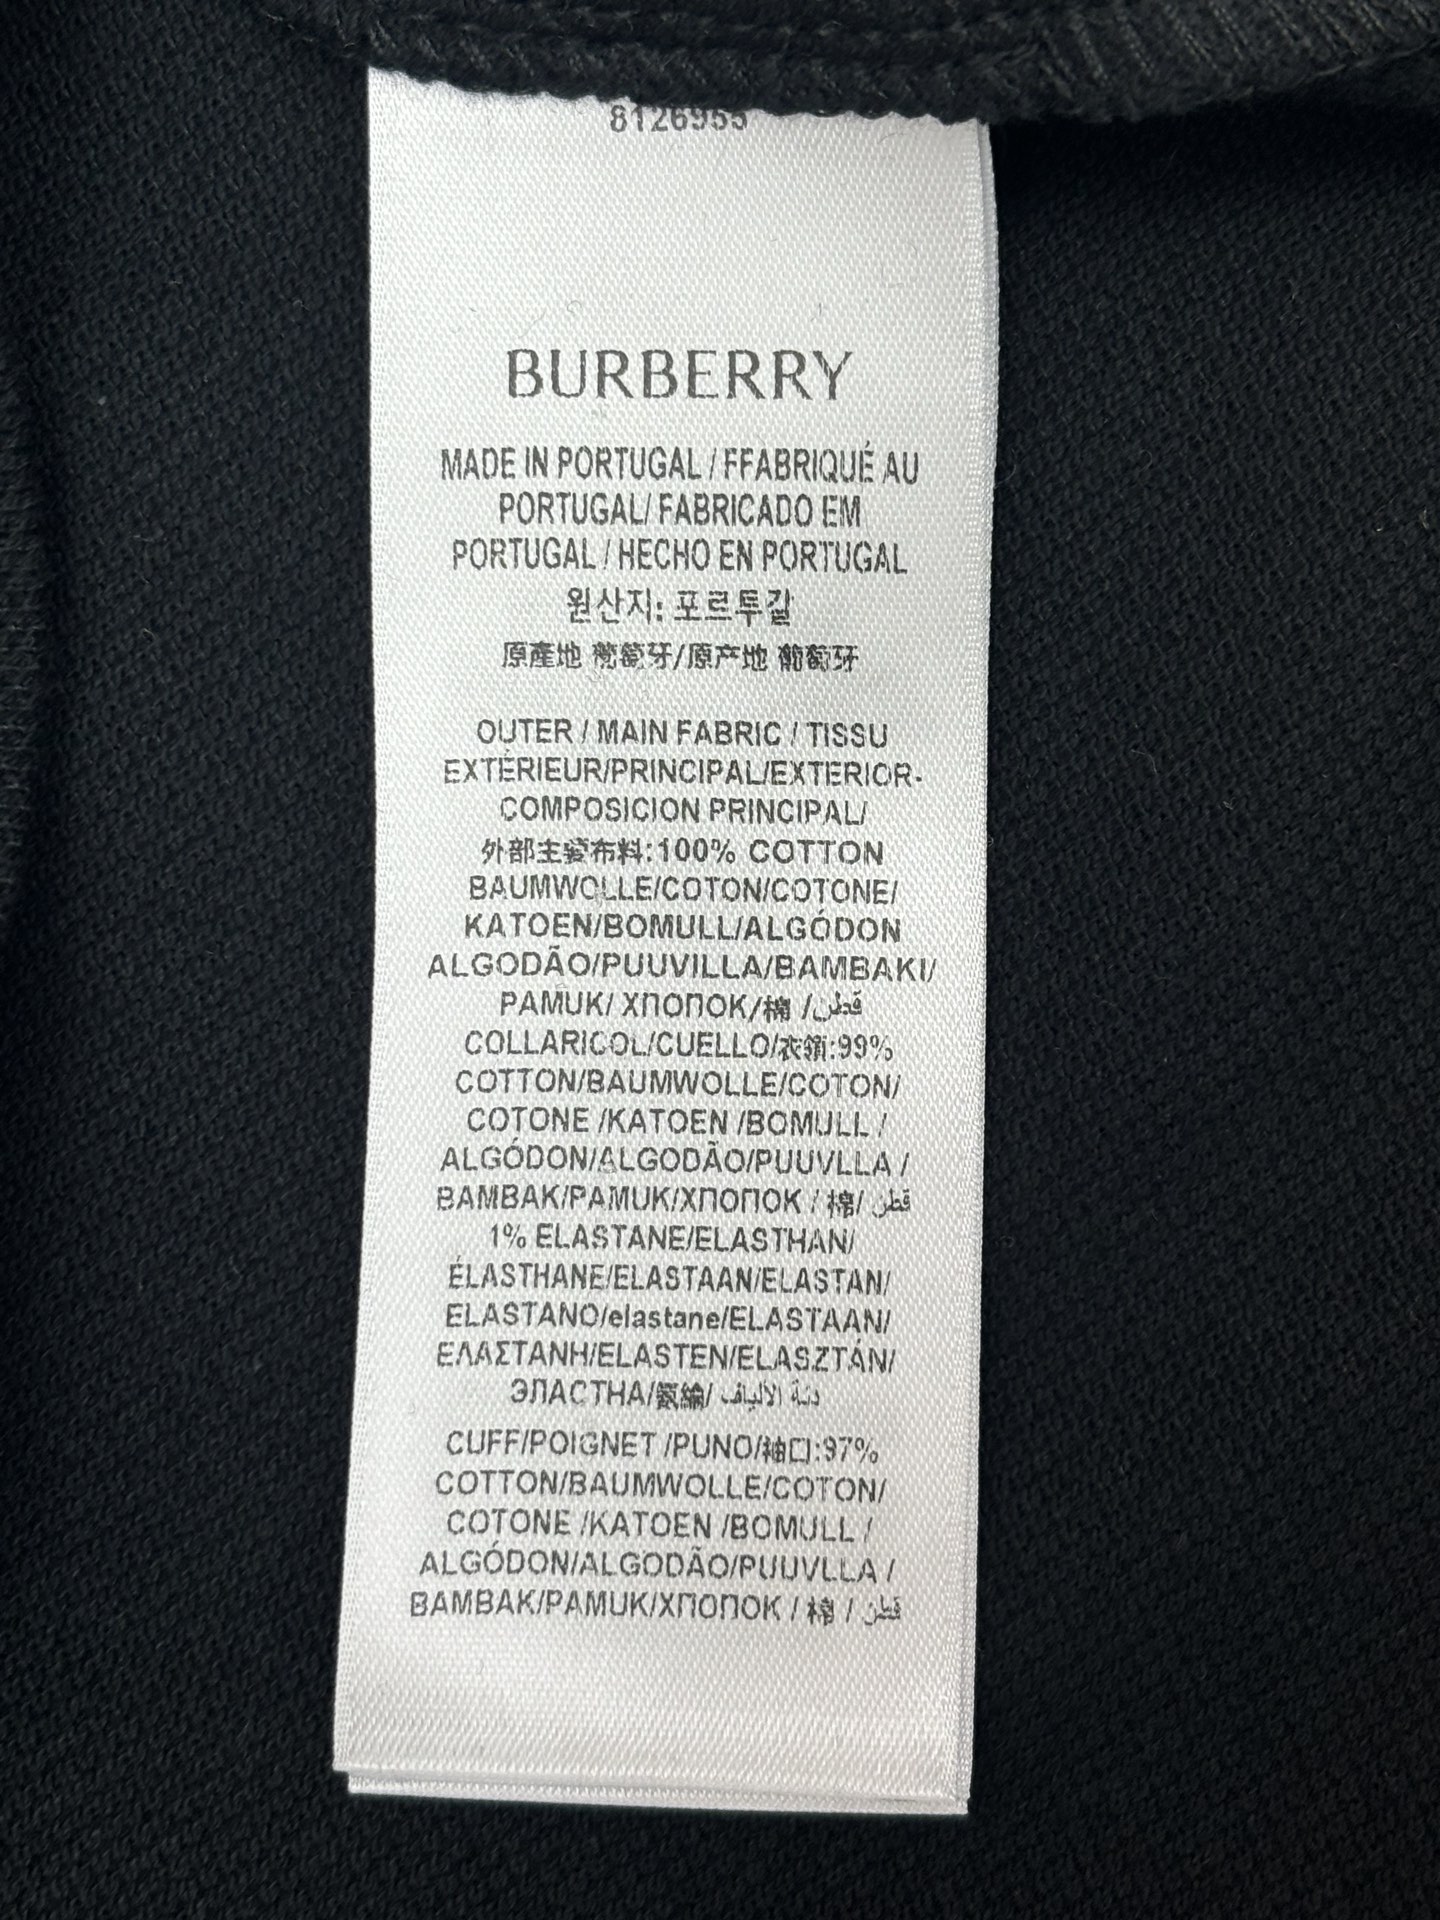 8126955
BURBERRY
MADE IN PORTUGAL / FFABRIQUÉ AU
PORTUGAL/ FABRICADO EM
PORTUGAL / HECHO EN PORTUGAL
원산지: 포르투갈
原產地 葡萄牙/原产地 葡萄牙
OUTER / MAIN FABRIC / TISSU
EXTÉRIEUR/PRINCIPAL/EXTERIOR-
COMPOSICION PRINCIPAL/
外部主要布料:100% COTTON
BAUMWOLLE/COTON/COTONE/
KATOEN/BOMULL/ALGÓDON
ALGODÃO/PUUVILLA/BAMBAKI/
PAMUK/ ХПОПОК/棉 /قطن
COLLARICOL/CUELLO/衣領:99%
COTTON/BAUMWOLLE/COTON/
COTONE /KATOEN /BOMULL /
ALGÓDON/ALGODÃO/PUUVLLA /
BAMBAK/PAMUK/ХПОПОК / 棉/ قطن
1% ELASTANE/ELASTHAN/
ÉLASTHANE/ELASTAAN/ELASTAN/
ELASTANO/elastane/ELASTAAN/
ΕΛΑΣΤΑΝΗ/ELASTEN/ELASZTÁN/
ЭЛАСТНА/氨綸/
CUFF/POIGNET /PUNO/袖口:97%
COTTON/BAUMWOLLE/COTON/
COTONE /KATOEN /BOMULL /
ALGÓDON/ALGODÃO/PUUVLLA /
BAMBAK/PAMUK/ХПОПОК / 棉 / قطن